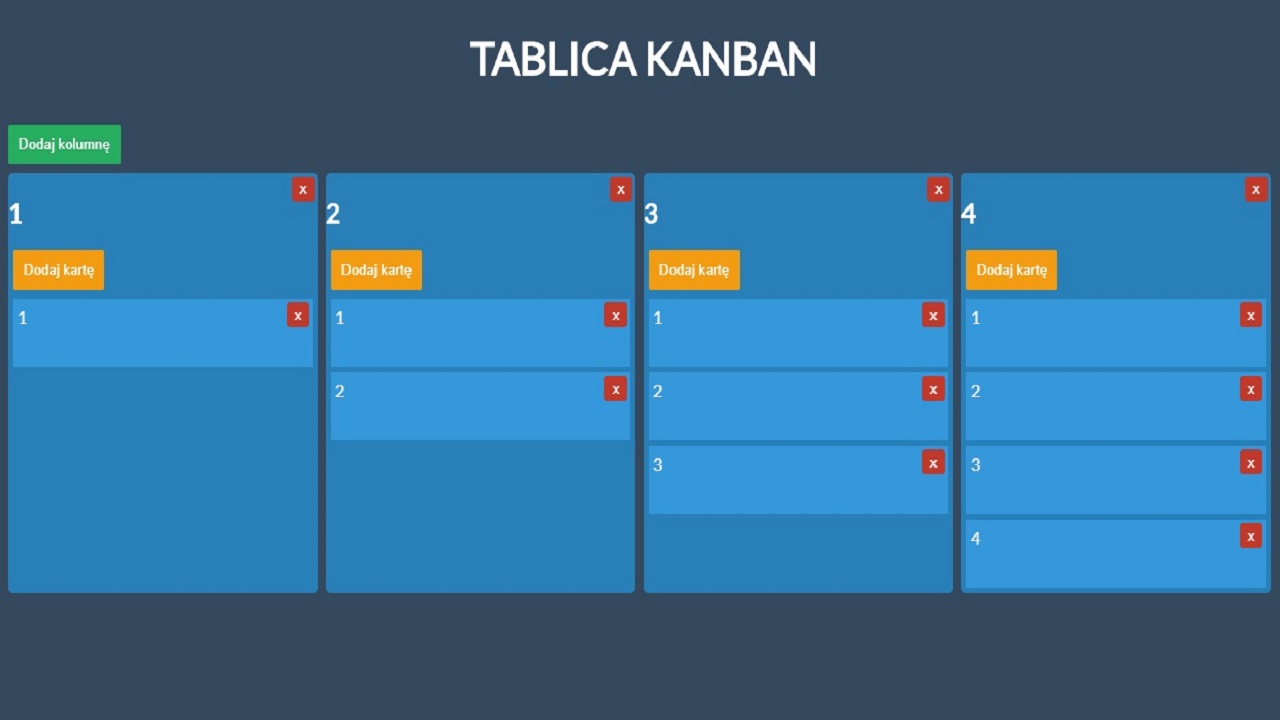 TABLICA KANBAN
Dodaj kolumnę
x
1
Dodaj kartę
1 x
x
2
Dodaj kartę
1 x
2 x
x
3
Dodaj kartę
1 x
2 x
3 x
x
4
Dodaj kartę
1 x
2 x
3 x
4 x